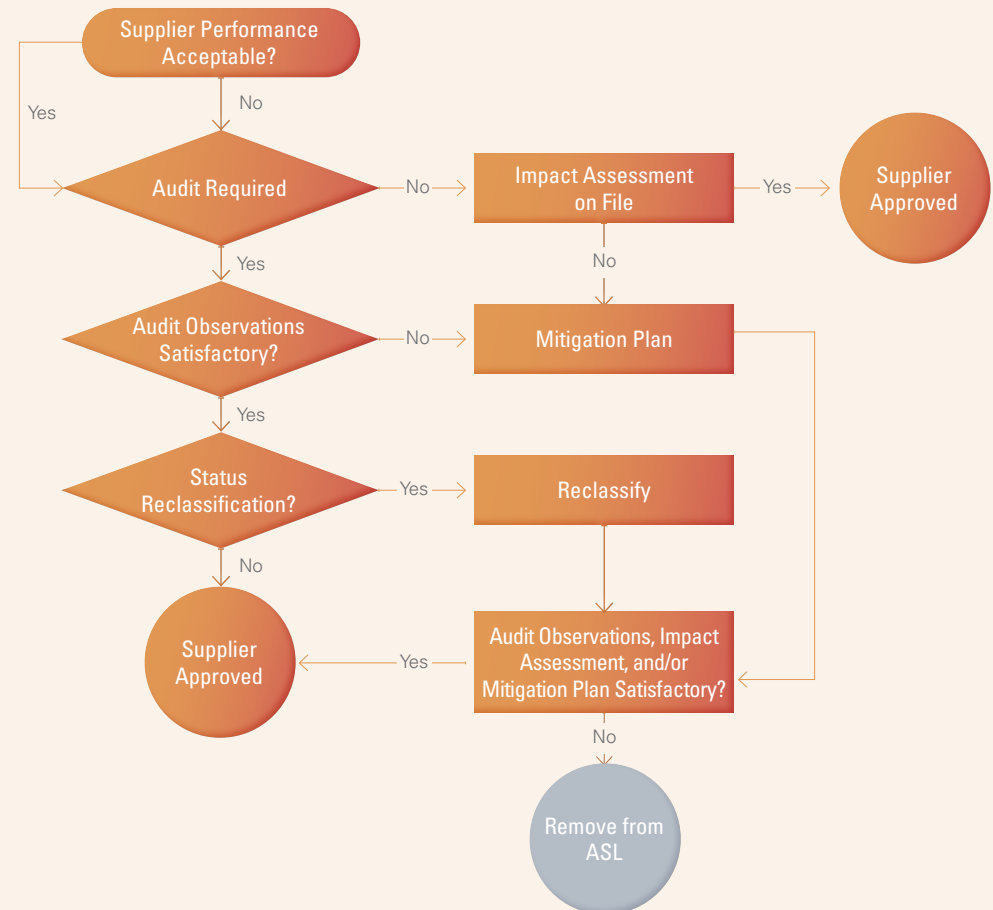 Supplier Performance
Acceptable?
Yes
No
Audit Required
No
Impact Assessment
on File
Yes
Supplier
Approved
Yes
No
Audit Observations
Satisfactory?
No
Mitigation Plan
Yes
Status
Reclassification?
Yes
Reclassify
No
Supplier
Approved
Yes
Audit Observations, Impact
Assessment, and/or
Mitigation Plan Satisfactory?
No
Remove from
ASL